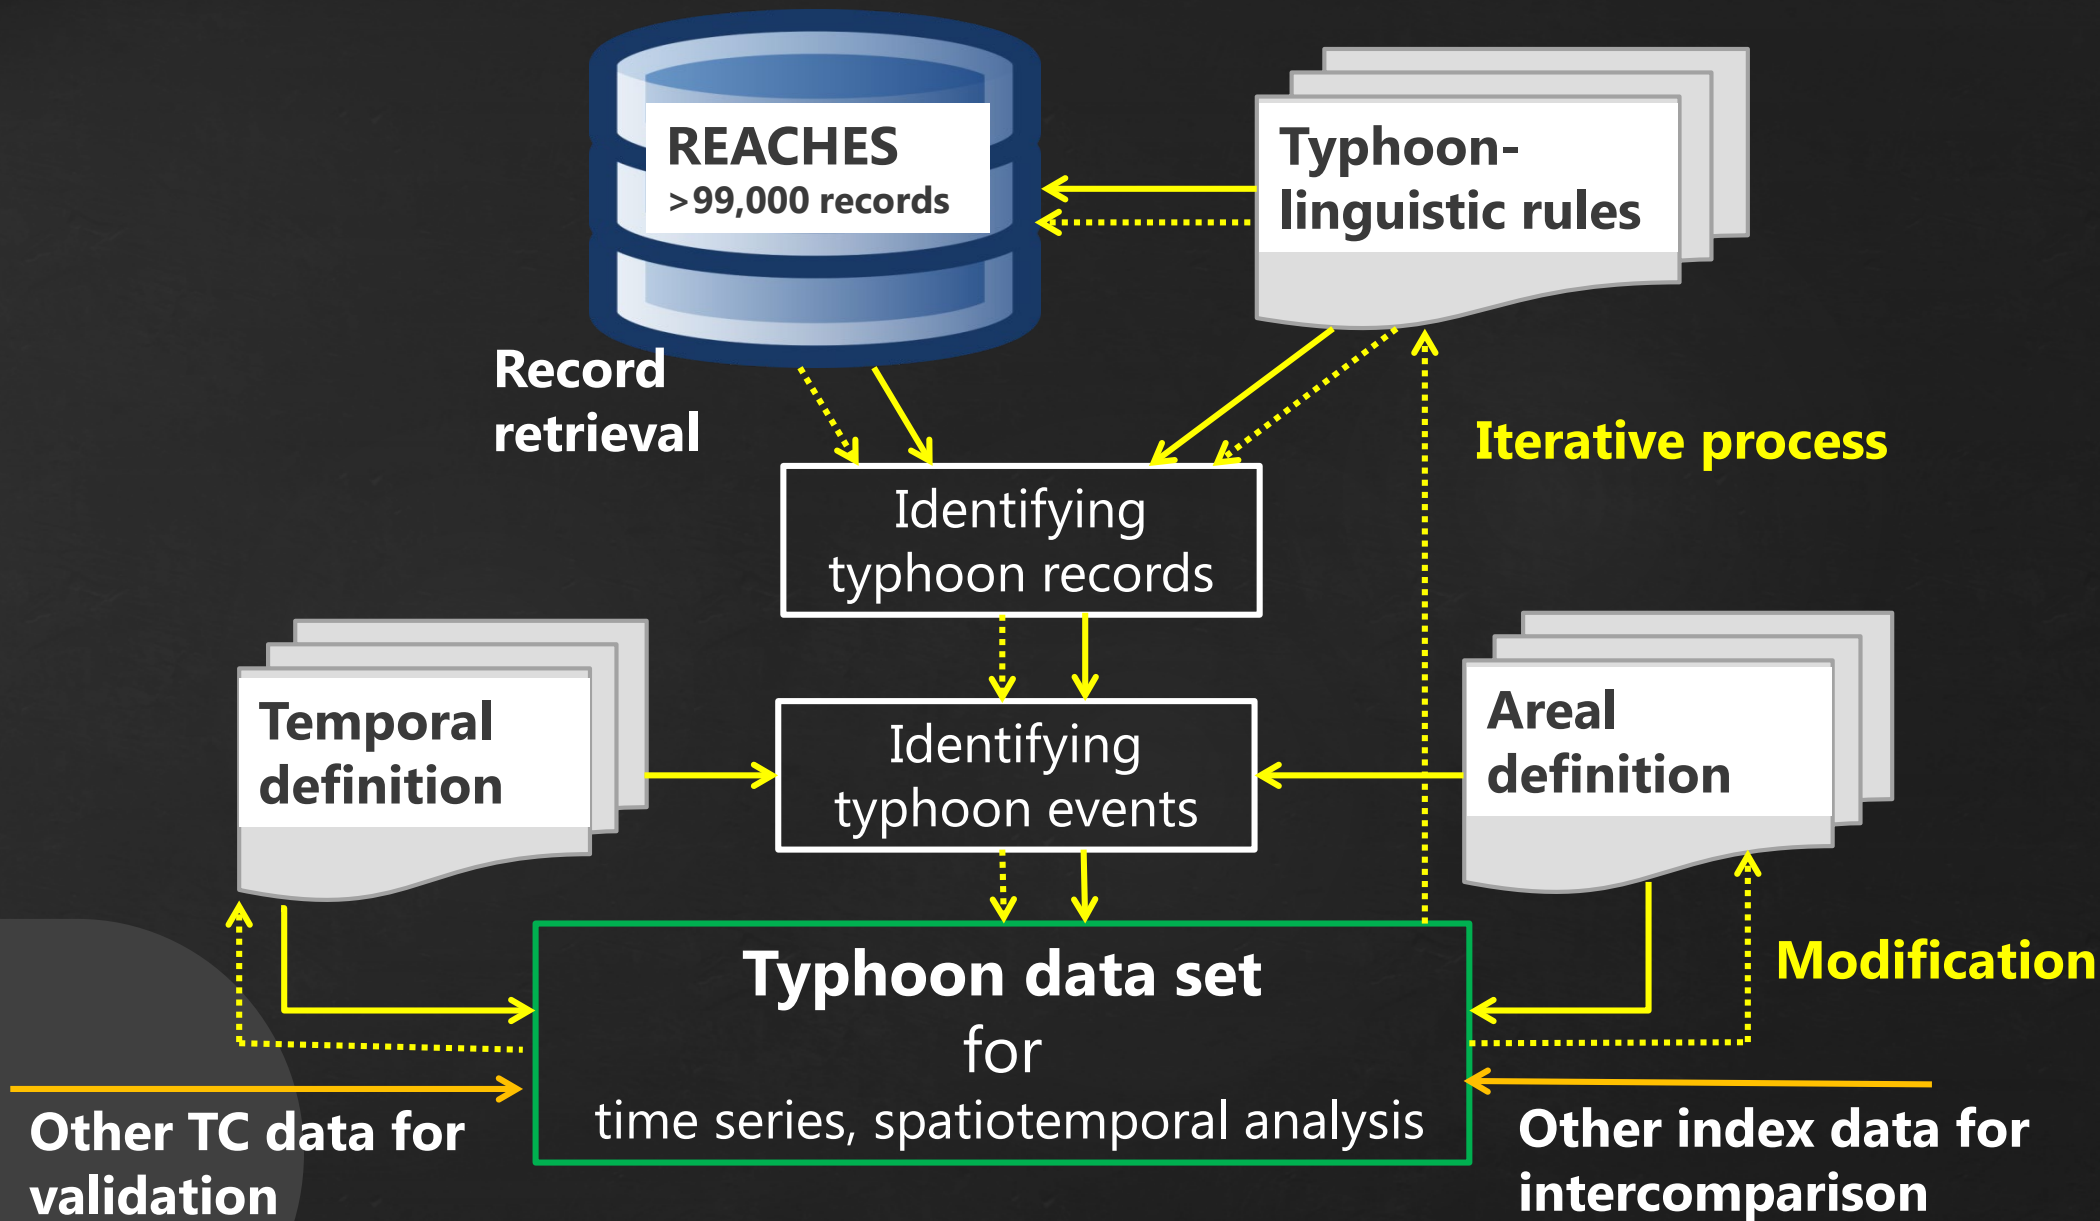 REACHES
>99,000 records
Typhoon-
linguistic rules
Record
retrieval
Iterative process
Identifying
typhoon records
Temporal
definition
Identifying
typhoon events
Areal
definition
Typhoon data set
for
time series, spatiotemporal analysis
Modification
Other TC data for
validation
Other index data for
intercomparison